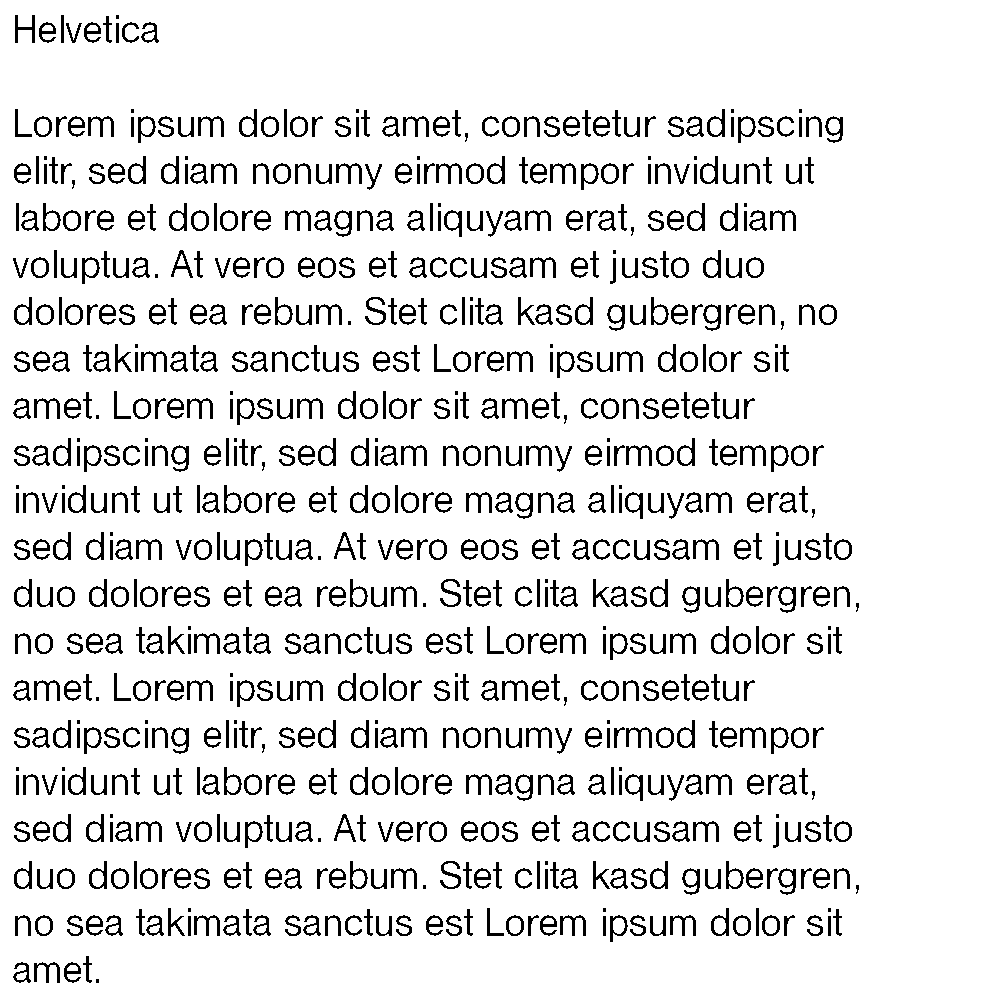 Helvetica

Lorem ipsum dolor sit amet, consetetur sadipscing
elitr, sed diam nonumy eirmod tempor invidunt ut
labore et dolore magna aliquyam erat, sed diam
voluptua. At vero eos et accusam et justo duo
dolores et ea rebum. Stet clita kasd gubergren, no
sea takimata sanctus est Lorem ipsum dolor sit
amet. Lorem ipsum dolor sit amet, consetetur
sadipscing elitr, sed diam nonumy eirmod tempor
invidunt ut labore et dolore magna aliquyam erat,
sed diam voluptua. At vero eos et accusam et justo
duo dolores et ea rebum. Stet clita kasd gubergren,
no sea takimata sanctus est Lorem ipsum dolor sit
amet. Lorem ipsum dolor sit amet, consetetur
sadipscing elitr, sed diam nonumy eirmod tempor
invidunt ut labore et dolore magna aliquyam erat,
sed diam voluptua. At vero eos et accusam et justo
duo dolores et ea rebum. Stet clita kasd gubergren,
no sea takimata sanctus est Lorem ipsum dolor sit
amet.